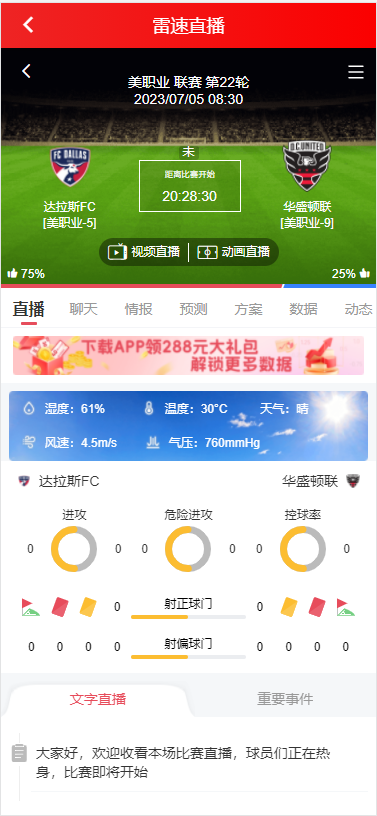 雷速直播
美职业 联赛 第22轮
2023/07/05 08:30
FC DALLAS
D.C.UNITED
未
距离比赛开始
20:28:30
达拉斯FC
[美职业-5]
华盛顿联
[美职业-9]
视频直播 动画直播
75% 25%
直播 聊天 情报 预测 方案 数据 动态
下载APP领288元大礼包
解锁更多数据
湿度：61% 温度：30°C 天气：晴
风速：4.5m/s 气压：760mmHg
达拉斯FC 华盛顿联
进攻 危险进攻 控球率
0 0 0 0 0 0
0 射正球门 0
0 0 0 0 射偏球门 0 0 0 0
文字直播 重要事件
大家好，欢迎收看本场比赛直播，球员们正在热
身，比赛即将开始